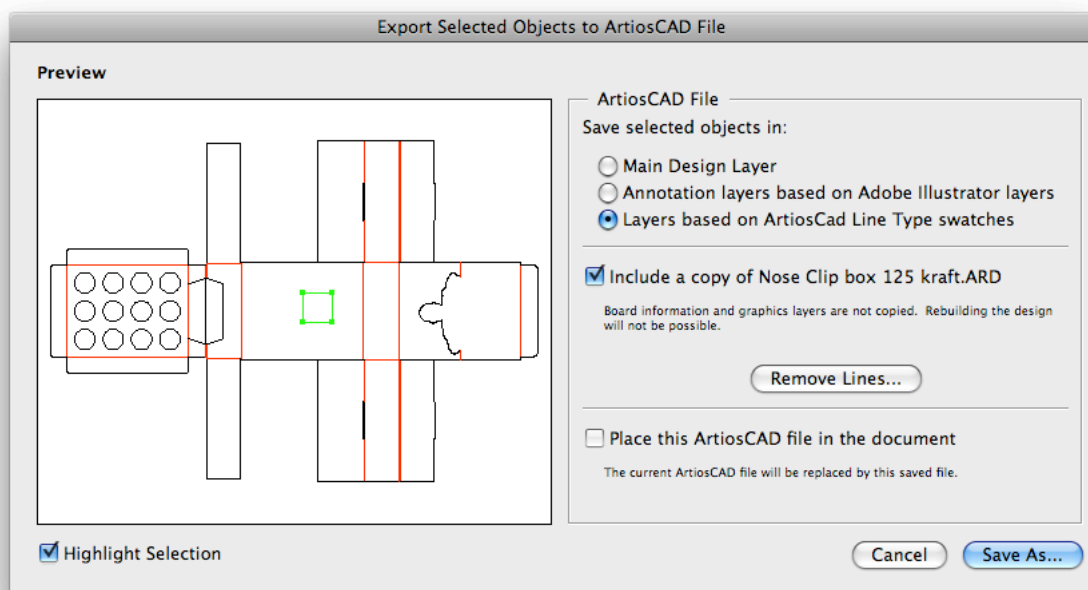 Export Selected Objects to ArtiosCAD File
Preview
ArtiosCAD File
Save selected objects in:
Main Design Layer
Annotation layers based on Adobe Illustrator layers
Layers based on ArtiosCad Line Type swatches
Include a copy of Nose Clip box 125 kraft.ARD
Board information and graphics layers are not copied. Rebuilding the design
will not be possible.
Remove Lines...
Place this ArtiosCAD file in the document
The current ArtiosCAD file will be replaced by this saved file.
Highlight Selection
Cancel
Save As...